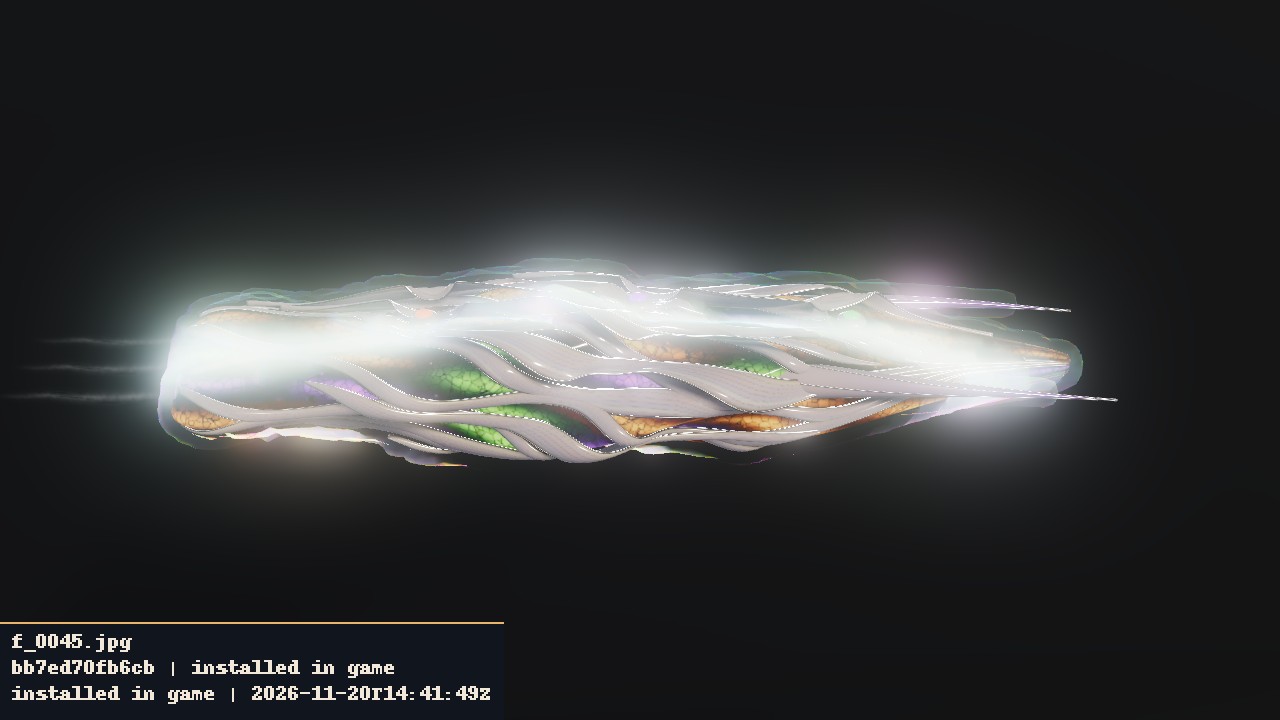 f_0045.jpg
bb7ed70fb6cb | installed in game
installed in game | 2026-11-20T14:41:49Z